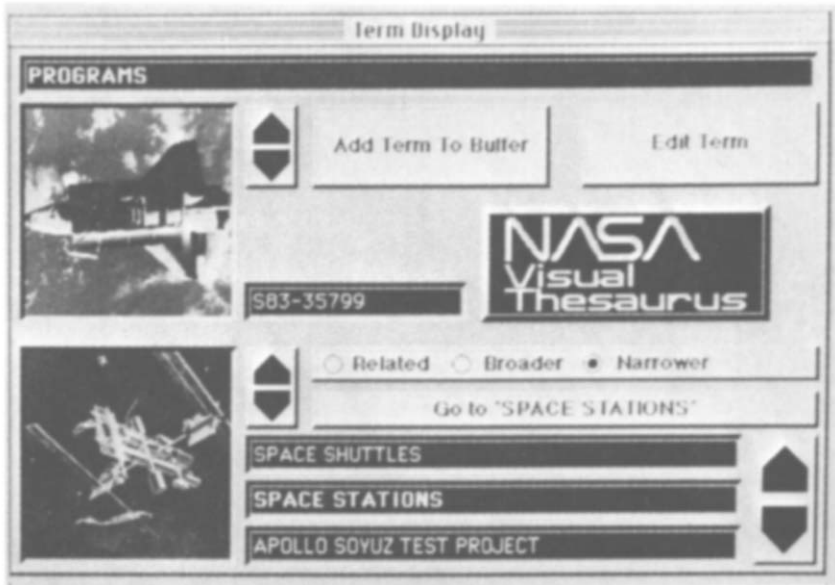 Term Display
PROGRAMS
Add Term To Buffer
Edit Term
NASA
Visual
Thesaurus
S83-35799
Related Broader Narrower
Go to "SPACE STATIONS"
SPACE SHUTTLES
SPACE STATIONS
APOLLO SOYUZ TEST PROJECT